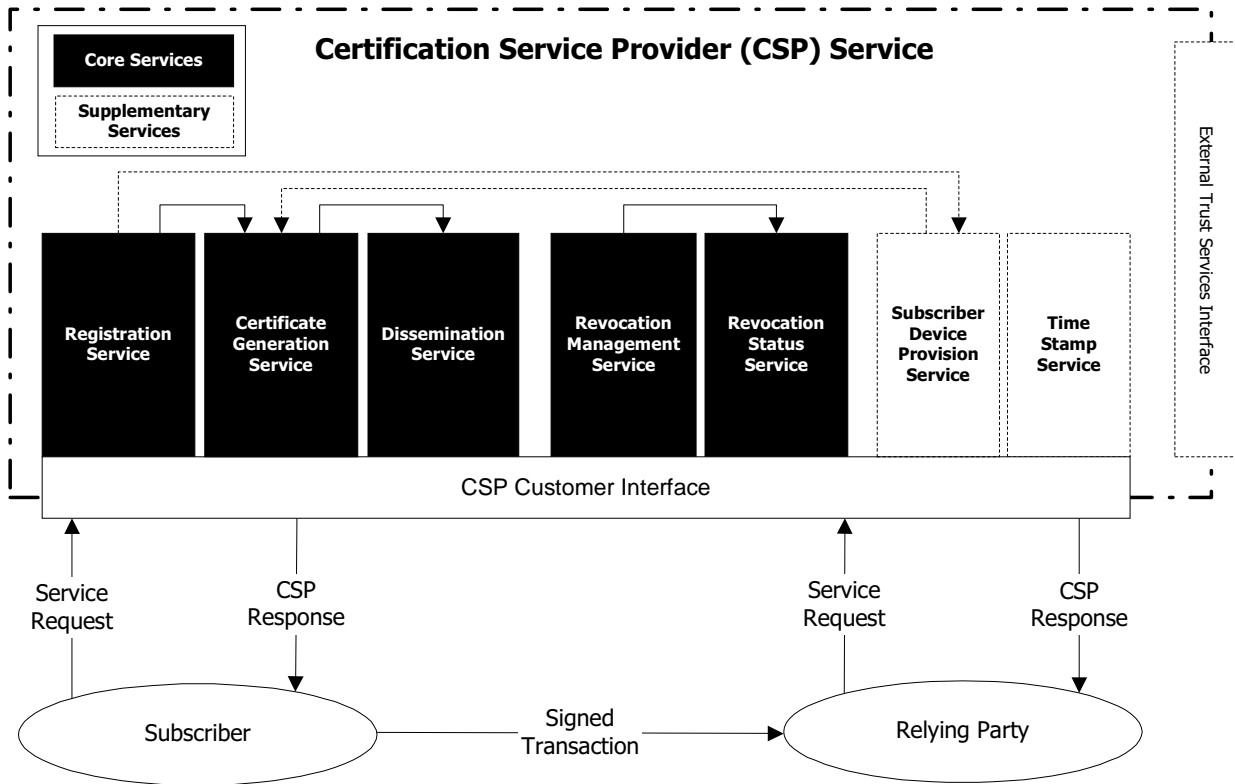 Certification Service Provider (CSP) Service
Core Services
Supplementary
Services
External Trust Services Interface
Registration
Service
Certificate
Generation
Service
Dissemination
Service
Revocation
Management
Service
Revocation
Status
Service
Subscriber
Device
Provision
Service
Time
Stamp
Service
CSP Customer Interface
Service
Request
CSP
Response
Service
Request
CSP
Response
Subscriber
Signed
Transaction
Relying Party